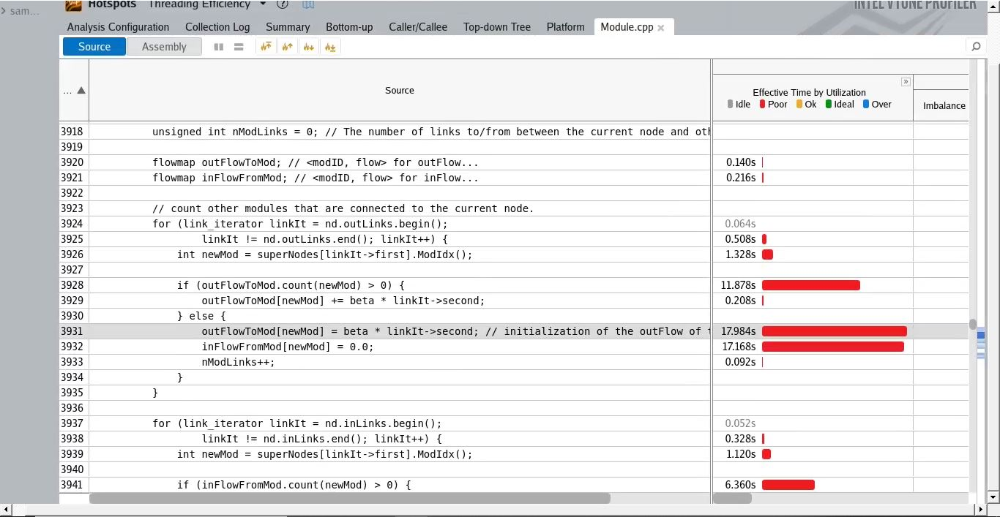 sam...
Hotspots Threading Efficiency
INTEL VTUNE PROFILER
Analysis Configuration Collection Log Summary Bottom-up Caller/Callee Top-down Tree Platform Module.cpp
Source Assembly
... Source
Effective Time by Utilization
Idle Poor Ok Ideal Over
Imbalance
3918 unsigned int nModLinks = 0; // The number of links to/from between the current node and oth
3919
3920 flowmap outFlowToMod; // <modID, flow> for outFlow... 0.140s
3921 flowmap inFlowFromMod; // <modID, flow> for inFlow... 0.216s
3922
3923 // count other modules that are connected to the current node.
3924 for (link_iterator linkIt = nd.outLinks.begin(); 0.064s
3925 linkIt != nd.outLinks.end(); linkIt++) { 0.508s
3926 int newMod = superNodes[linkIt->first].ModIdx(); 1.328s
3927
3928 if (outFlowToMod.count(newMod) > 0) { 11.878s
3929 outFlowToMod[newMod] += beta * linkIt->second; 0.208s
3930 } else {
3931 outFlowToMod[newMod] = beta * linkIt->second; // initialization of the outFlow of t 17.984s
3932 inFlowFromMod[newMod] = 0.0; 17.168s
3933 nModLinks++; 0.092s
3934 }
3935 }
3936
3937 for (link_iterator linkIt = nd.inLinks.begin(); 0.052s
3938 linkIt != nd.inLinks.end(); linkIt++) { 0.328s
3939 int newMod = superNodes[linkIt->first].ModIdx(); 1.120s
3940
3941 if (inFlowFromMod.count(newMod) > 0) { 6.360s